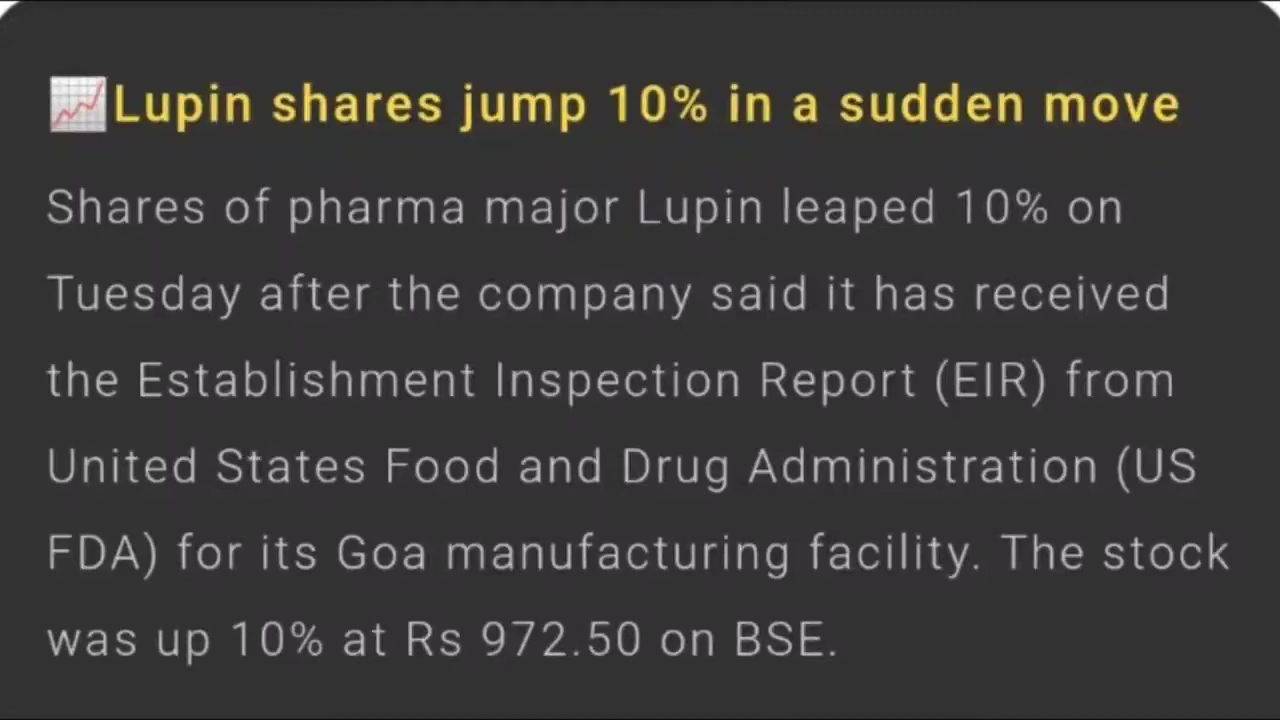 📈Lupin shares jump 10% in a sudden move
Shares of pharma major Lupin leaped 10% on
Tuesday after the company said it has received
the Establishment Inspection Report (EIR) from
United States Food and Drug Administration (US
FDA) for its Goa manufacturing facility. The stock
was up 10% at Rs 972.50 on BSE.